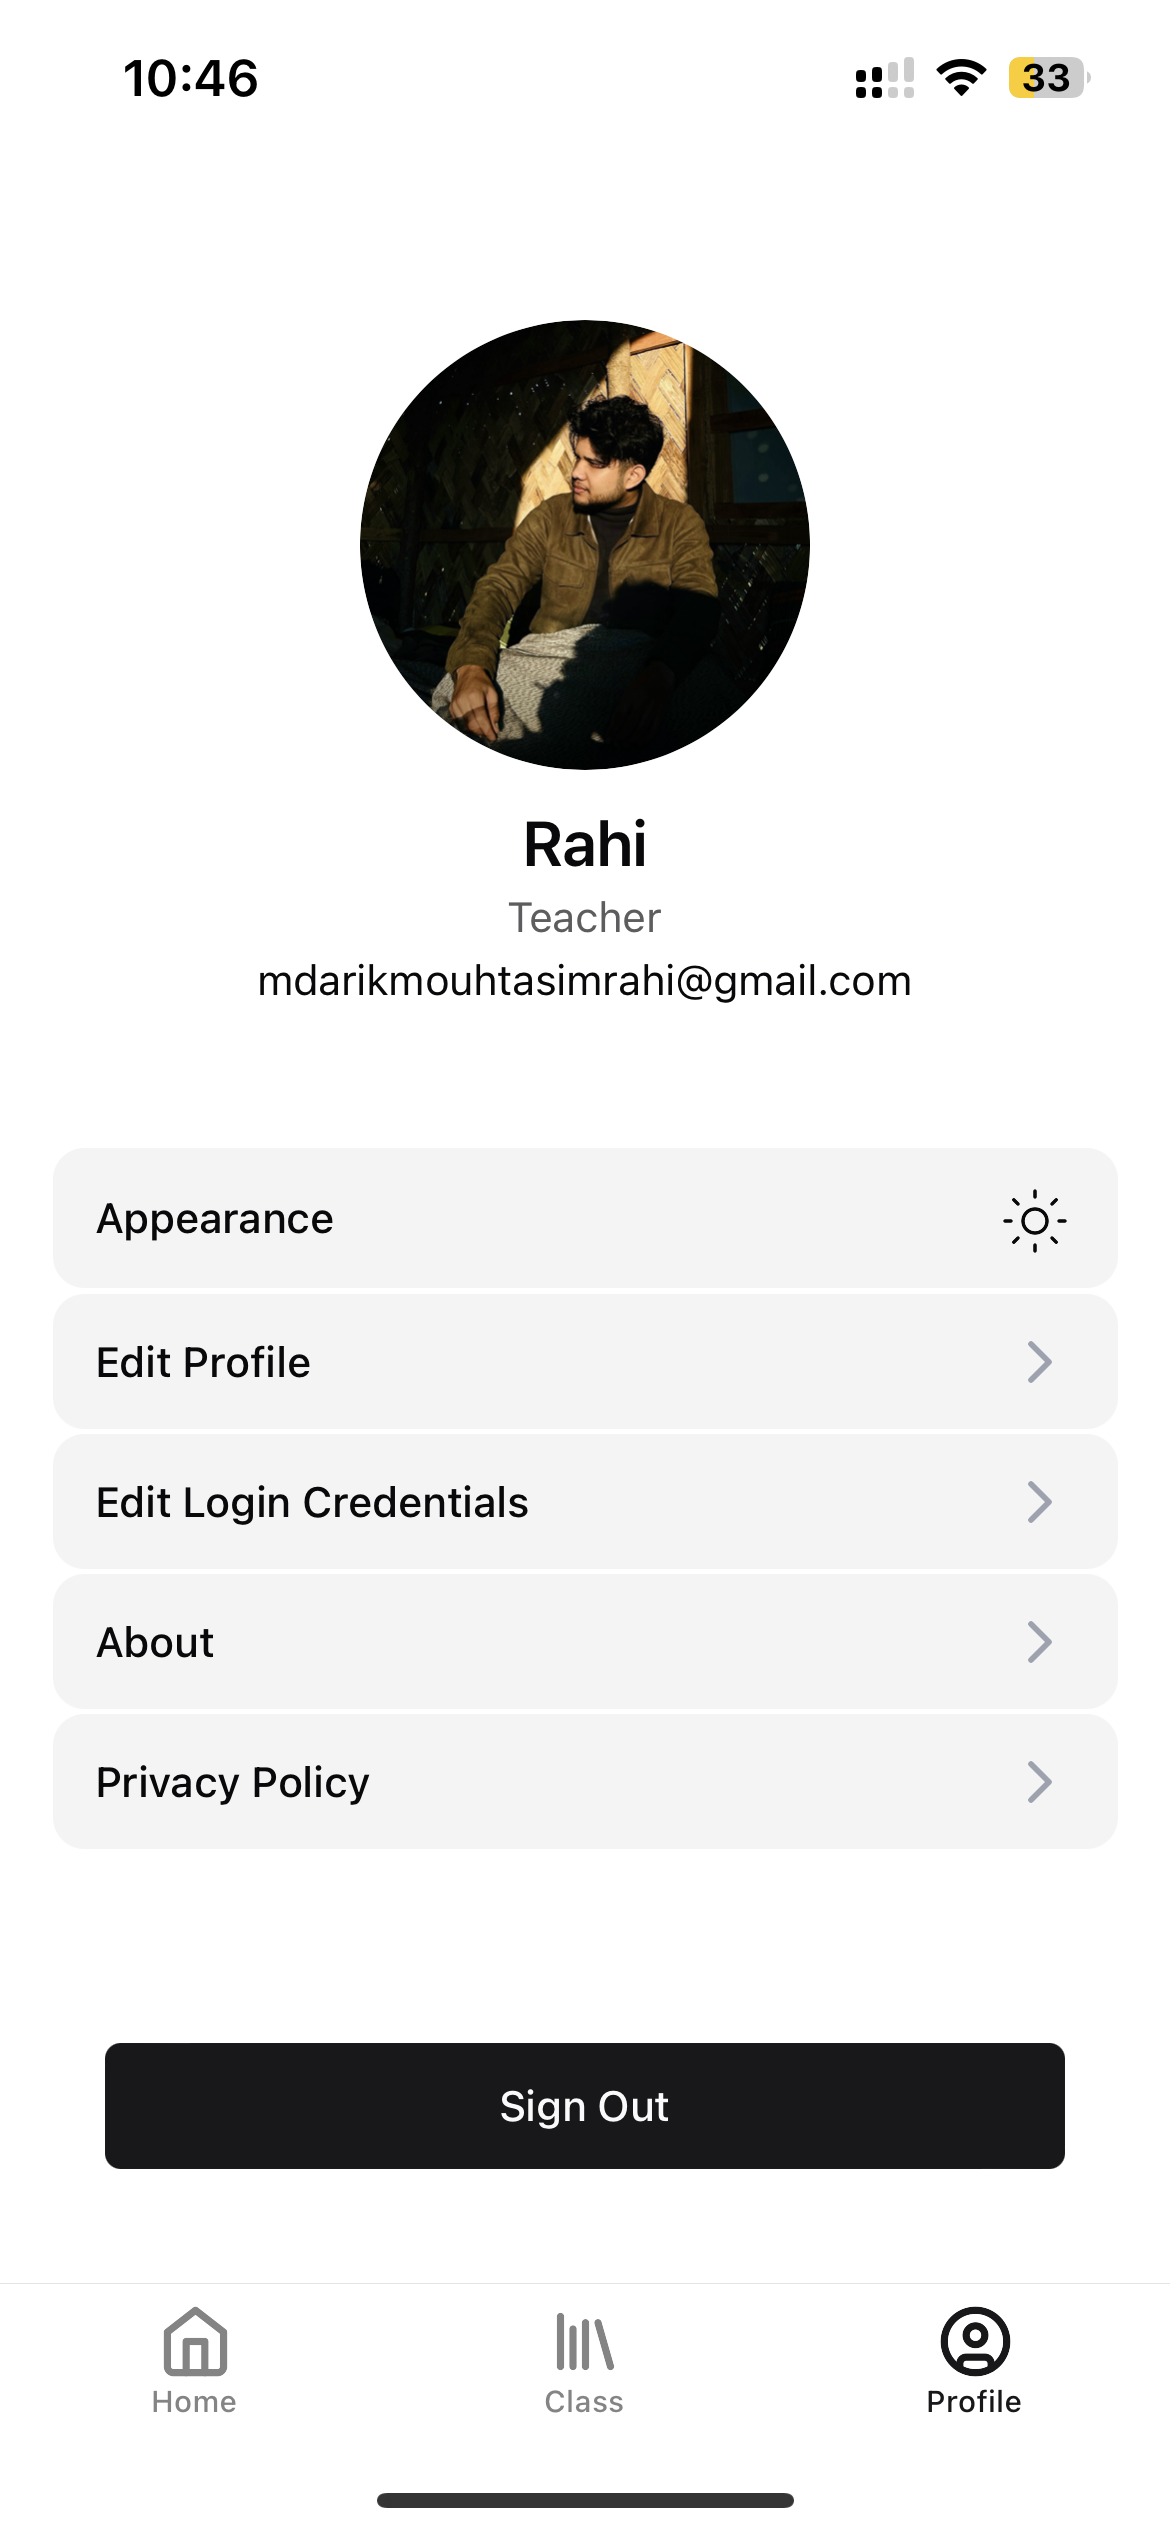 10:46
33
Rahi
Teacher
mdarikmouhtasimrahi@gmail.com
Appearance
Edit Profile
Edit Login Credentials
About
Privacy Policy
Sign Out
Home
Class
Profile